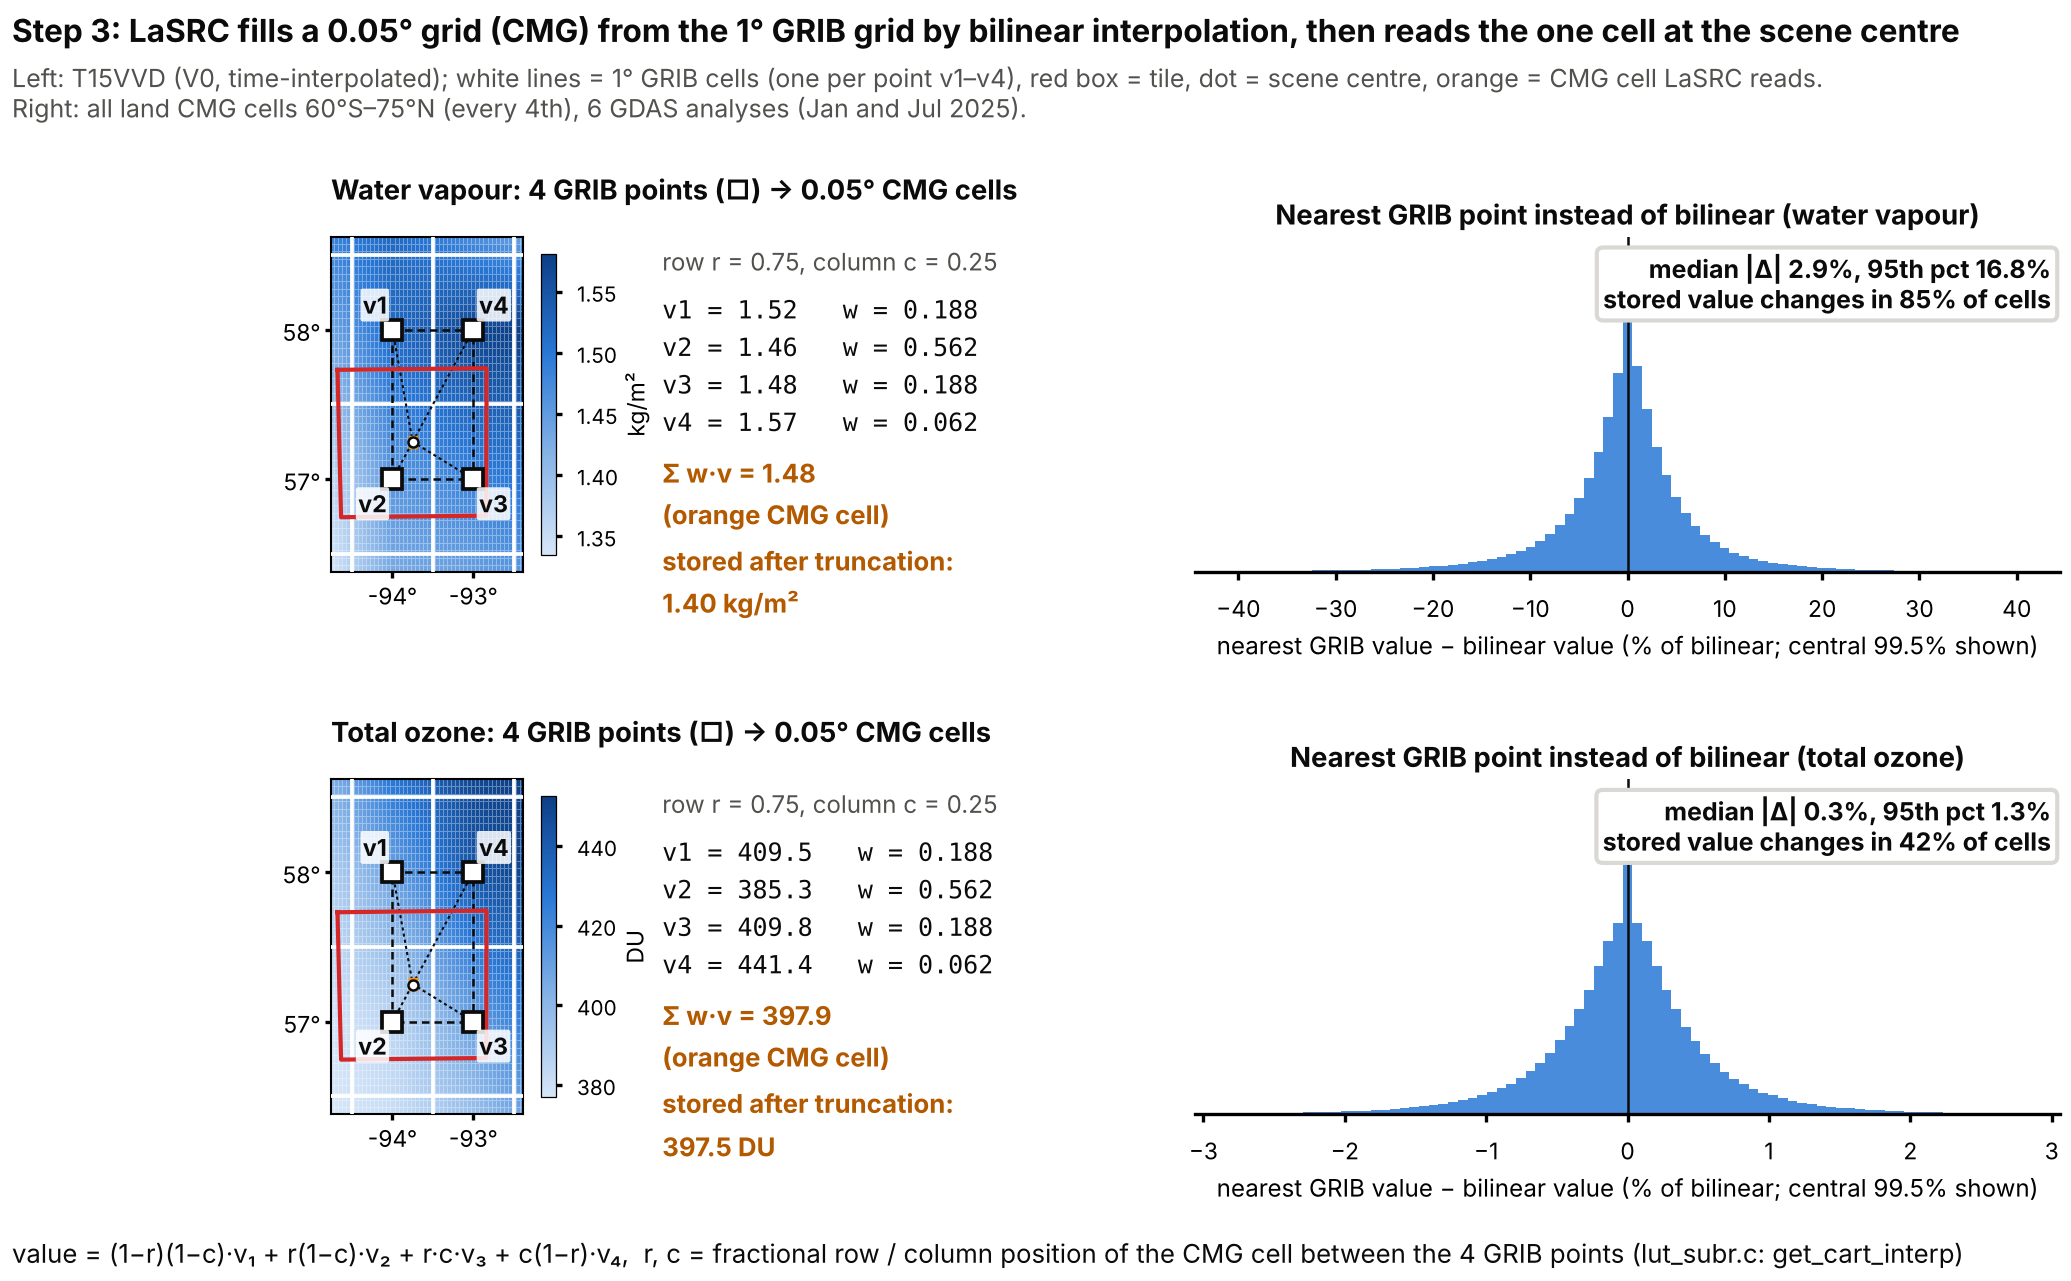 Step 3: LaSRC fills a 0.05° grid (CMG) from the 1° GRIB grid by bilinear interpolation, then reads the one cell at the scene centre
Left: T15VVD (V0, time-interpolated); white lines = 1° GRIB cells (one per point v1–v4), red box = tile, dot = scene centre, orange = CMG cell LaSRC reads.
Right: all land CMG cells 60°S–75°N (every 4th), 6 GDAS analyses (Jan and Jul 2025).
Water vapour: 4 GRIB points (□) → 0.05° CMG cells
v1
v4
v2
v3
58°
57°
-94°
-93°
1.55
1.50
1.45
1.40
1.35
kg/m²
row r = 0.75, column c = 0.25
v1 = 1.52 w = 0.188
v2 = 1.46 w = 0.562
v3 = 1.48 w = 0.188
v4 = 1.57 w = 0.062
Σ w·v = 1.48
(orange CMG cell)
stored after truncation:
1.40 kg/m²
Nearest GRIB point instead of bilinear (water vapour)
median |Δ| 2.9%, 95th pct 16.8%
stored value changes in 85% of cells
−40 −30 −20 −10 0 10 20 30 40
nearest GRIB value − bilinear value (% of bilinear; central 99.5% shown)
Total ozone: 4 GRIB points (□) → 0.05° CMG cells
v1
v4
v2
v3
58°
57°
-94°
-93°
440
420
400
380
DU
row r = 0.75, column c = 0.25
v1 = 409.5 w = 0.188
v2 = 385.3 w = 0.562
v3 = 409.8 w = 0.188
v4 = 441.4 w = 0.062
Σ w·v = 397.9
(orange CMG cell)
stored after truncation:
397.5 DU
Nearest GRIB point instead of bilinear (total ozone)
median |Δ| 0.3%, 95th pct 1.3%
stored value changes in 42% of cells
−3 −2 −1 0 1 2 3
nearest GRIB value − bilinear value (% of bilinear; central 99.5% shown)
value = (1−r)(1−c)·v₁ + r(1−c)·v₂ + r·c·v₃ + c(1−r)·v₄, r, c = fractional row / column position of the CMG cell between the 4 GRIB points (lut_subr.c: get_cart_interp)